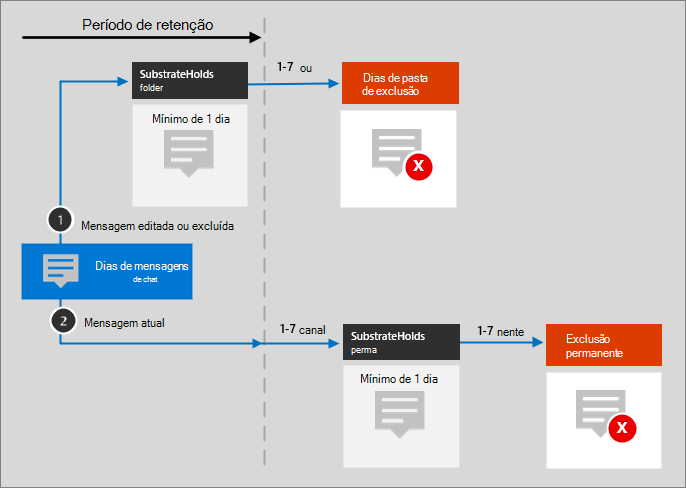 Período de retenção
SubstrateHolds
folder
1-7 ou
Dias de pasta
de exclusão
Mínimo de 1 dia
X
1
Mensagem editada ou excluída
Dias de mensagens
de chat
2
Mensagem atual
1-7 canal
SubstrateHolds
perma
1-7 nente
Exclusão
permanente
Mínimo de 1 dia
X